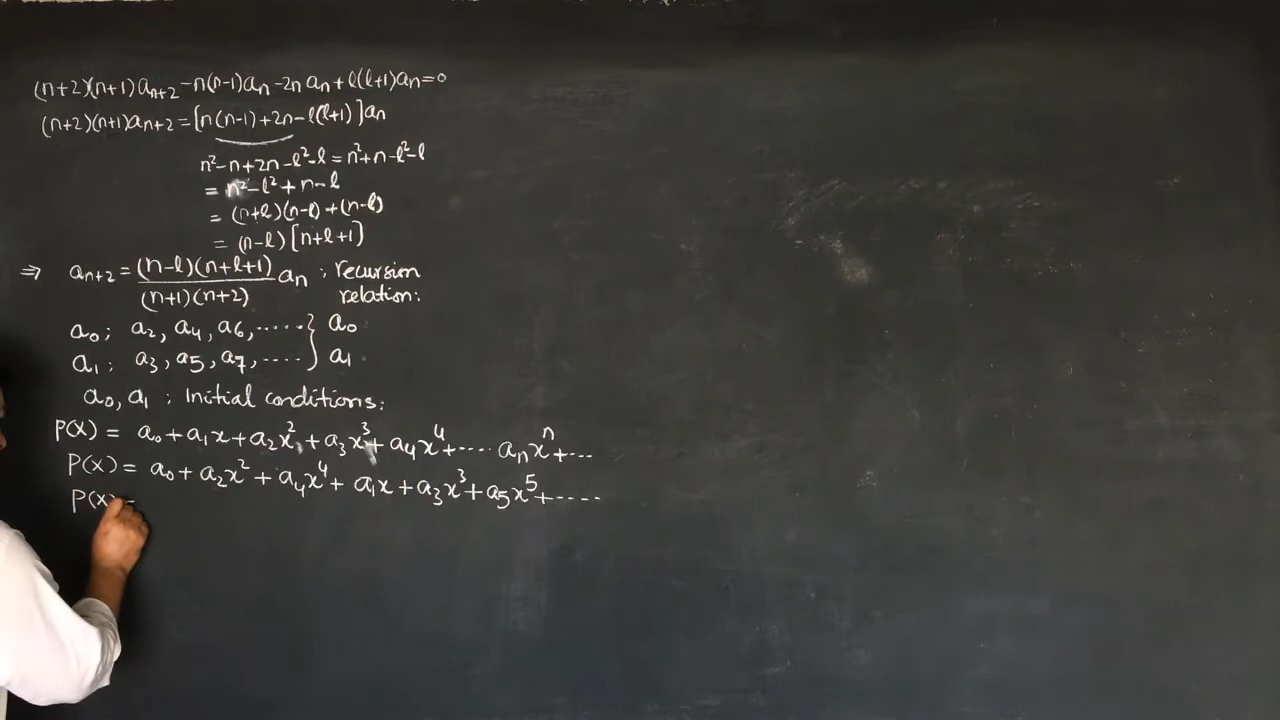 (n+2)(n+1)aₙ₊₂ - n(n-1)aₙ - 2n aₙ + ℓ(ℓ+1)aₙ = 0
(n+2)(n+1)aₙ₊₂ = [n(n-1) + 2n - ℓ(ℓ+1)]aₙ
n² - n + 2n - ℓ² - ℓ = n² + n - ℓ² - ℓ
= n² - ℓ² + n - ℓ
= (n+ℓ)(n-ℓ) + (n-ℓ)
= (n-ℓ)[n+ℓ+1]
⇒ aₙ₊₂ = (n-ℓ)(n+ℓ+1) / (n+1)(n+2) aₙ ; recursion
relation:
a₀ ; a₂, a₄, a₆, ..... } a₀
a₁ ; a₃, a₅, a₇, .... } a₁
a₀, a₁ ; Initial conditions:
P(x) = a₀ + a₁x + a₂x² + a₃x³ + a₄x⁴ + .... aₙxⁿ + ...
P(x) = a₀ + a₂x² + a₄x⁴ + a₁x + a₃x³ + a₅x⁵ + ....
P(x) =